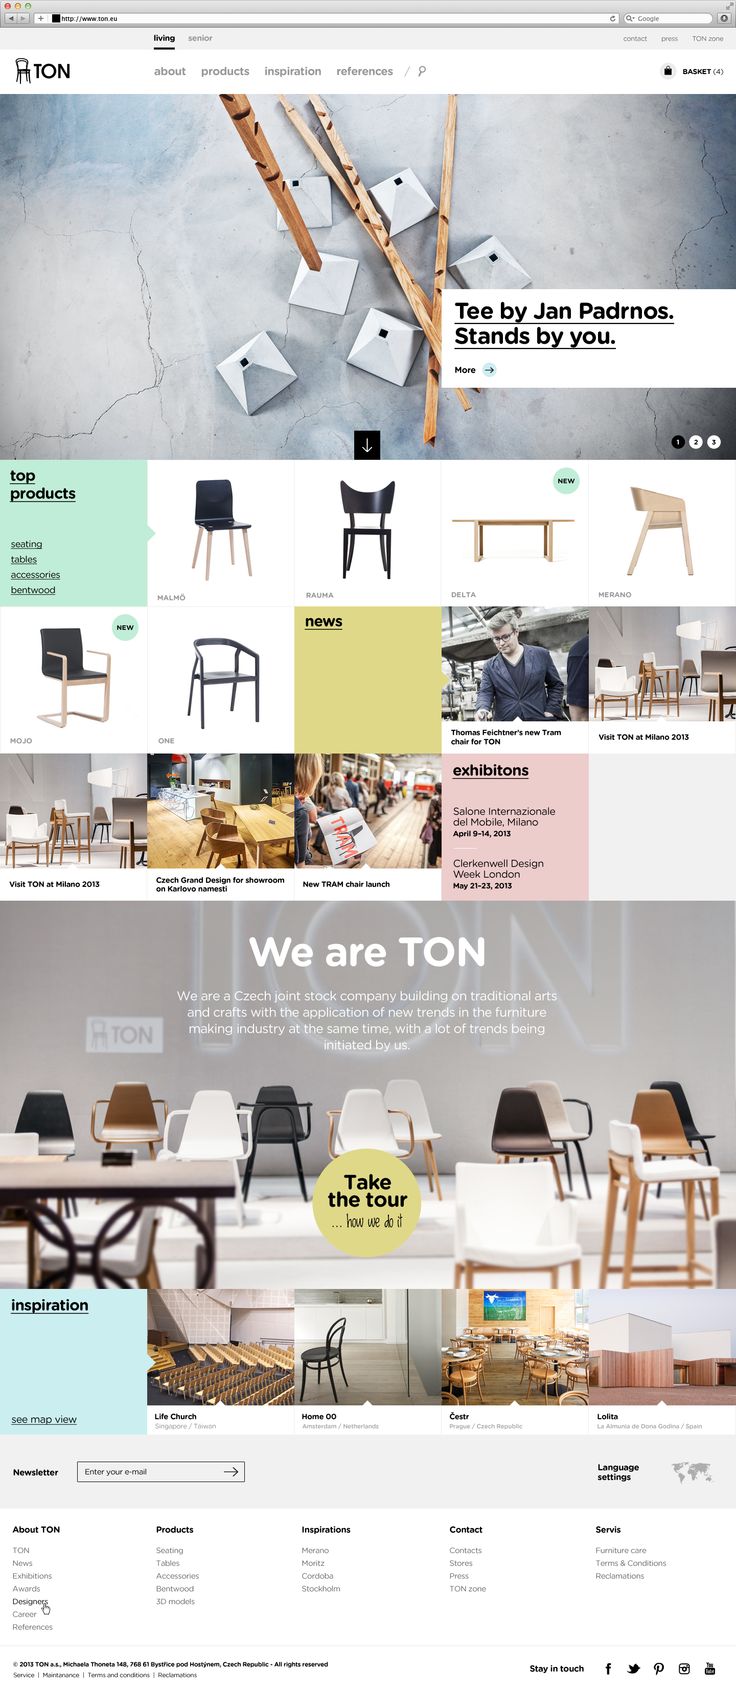 http://www.ton.eu
Google
living
senior
contact
press
TON zone
TON
about
products
inspiration
references
/
BASKET (4)
Tee by Jan Padrnos.
Stands by you.
More
1
2
3
top
products
seating
tables
accessories
bentwood
MALMÖ
RAUMA
NEW
DELTA
MERANO
NEW
MOJO
ONE
news
Thomas Feichtner's new Tram
chair for TON
Visit TON at Milano 2013
Visit TON at Milano 2013
Czech Grand Design for showroom
on Karlovo namesti
TRAM
New TRAM chair launch
exhibitons
Salone Internazionale
del Mobile, Milano
April 9–14, 2013
Clerkenwell Design
Week London
May 21–23, 2013
TON
We are TON
We are a Czech joint stock company building on traditional arts
and crafts with the application of new trends in the furniture
making industry at the same time, with a lot of trends being
initiated by us.
TON
Take
the tour
... how we do it
inspiration
see map view
Life Church
Singapore / Taiwan
Home 00
Amsterdam / Netherlands
Čestr
Prague / Czech Republic
Lolita
La Almunia de Dona Godina / Spain
Newsletter
Enter your e-mail
Language
settings
About TON
TON
News
Exhibitions
Awards
Designers
Career
References
Products
Seating
Tables
Accessories
Bentwood
3D models
Inspirations
Merano
Moritz
Cordoba
Stockholm
Contact
Contacts
Stores
Press
TON zone
Servis
Furniture care
Terms & Conditions
Reclamations
© 2013 TON a.s., Michaela Thoneta 148, 768 61 Bystřice pod Hostýnem, Czech Republic - All rights reserved
Service | Maintanance | Terms and conditions | Reclamations
Stay in touch
You
Tube